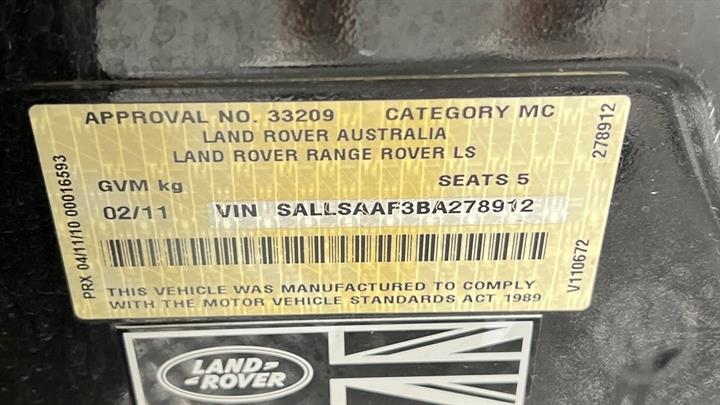 APPROVAL NO. 33209 CATEGORY MC
LAND ROVER AUSTRALIA
LAND ROVER RANGE ROVER LS
GVM kg SEATS 5
02/11 VIN SALLSAAF3BA278912
THIS VEHICLE WAS MANUFACTURED TO COMPLY
WITH THE MOTOR VEHICLE STANDARDS ACT 1989
PRX 04/11/10 00016593
278912
V110672
LAND
ROVER